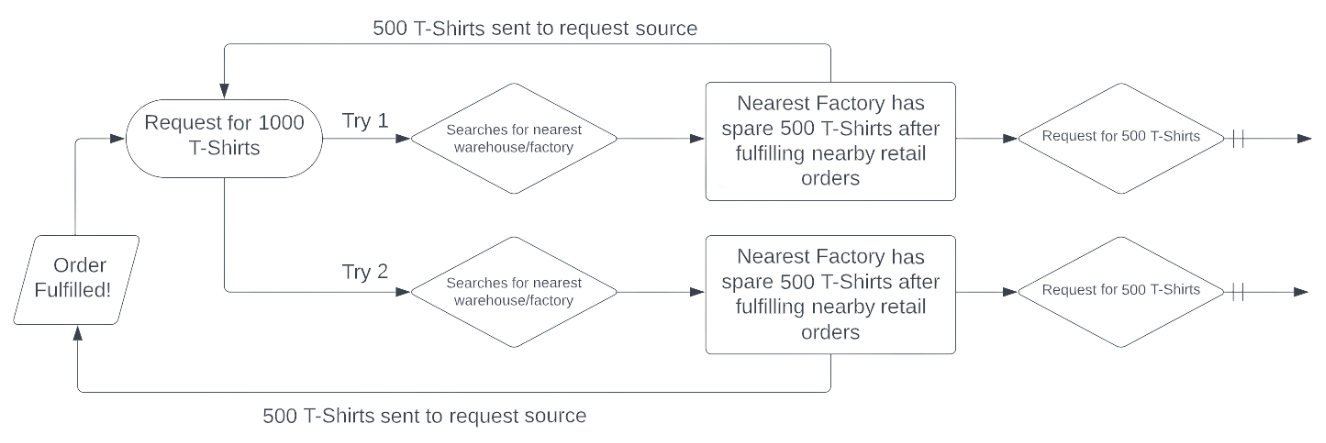 500 T-Shirts sent to request source
Request for 1000
T-Shirts
Try 1
Searches for nearest
warehouse/factory
Nearest Factory has
spare 500 T-Shirts after
fulfilling nearby retail
orders
Request for 500 T-Shirts
Order
Fulfilled!
Try 2
Searches for nearest
warehouse/factory
Nearest Factory has
spare 500 T-Shirts after
fulfilling nearby retail
orders
Request for 500 T-Shirts
500 T-Shirts sent to request source